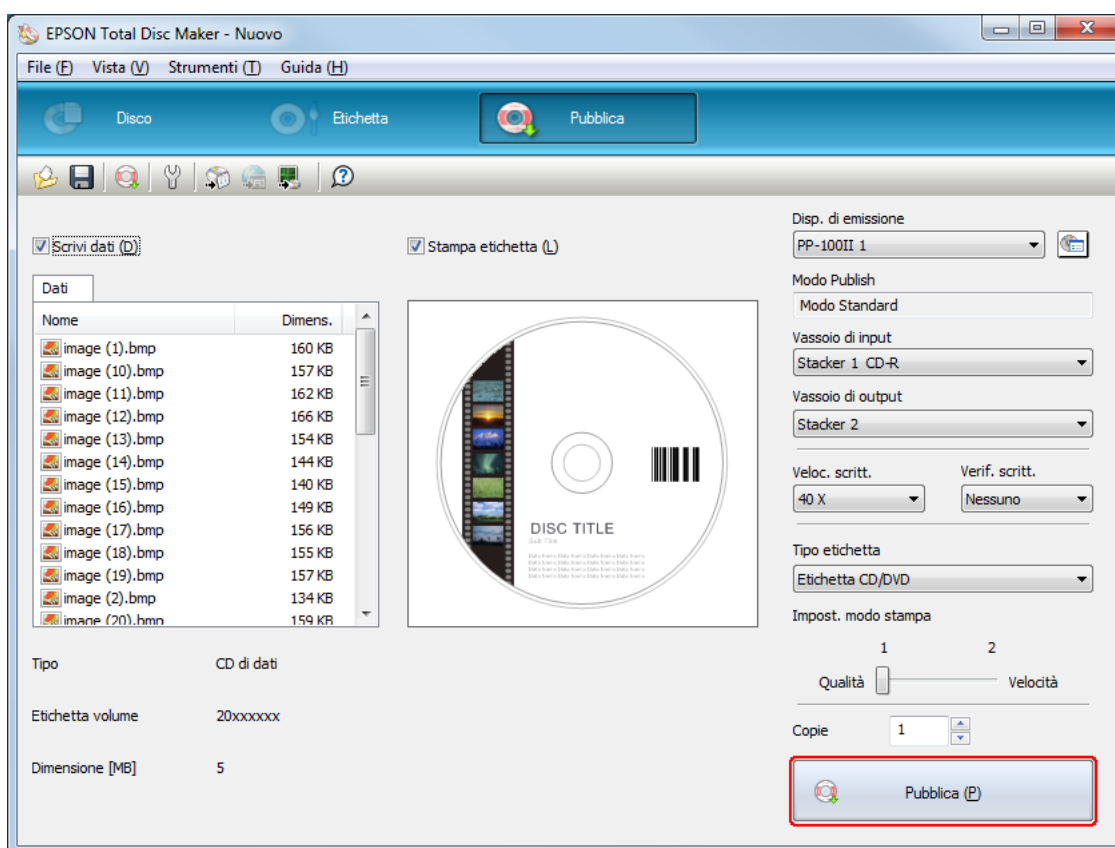 EPSON Total Disc Maker - Nuovo
File (F) Vista (V) Strumenti (T) Guida (H)
Disco Etichetta Pubblica
Scrivi dati (D)
Stampa etichetta (L)
Dati
Nome Dimens.
image (1).bmp 160 KB
image (10).bmp 157 KB
image (11).bmp 162 KB
image (12).bmp 166 KB
image (13).bmp 154 KB
image (14).bmp 144 KB
image (15).bmp 140 KB
image (16).bmp 149 KB
image (17).bmp 156 KB
image (18).bmp 155 KB
image (19).bmp 157 KB
image (2).bmp 134 KB
image (20).bmp 159 KB
DISC TITLE
Sub Title
Tipo CD di dati
Etichetta volume 20xxxxxx
Dimensione [MB] 5
Disp. di emissione
PP-100II 1
Modo Publish
Modo Standard
Vassoio di input
Stacker 1 CD-R
Vassoio di output
Stacker 2
Veloc. scritt. Verif. scritt.
40 X Nessuno
Tipo etichetta
Etichetta CD/DVD
Impost. modo stampa
1 2
Qualità Velocità
Copie 1
Pubblica (P)